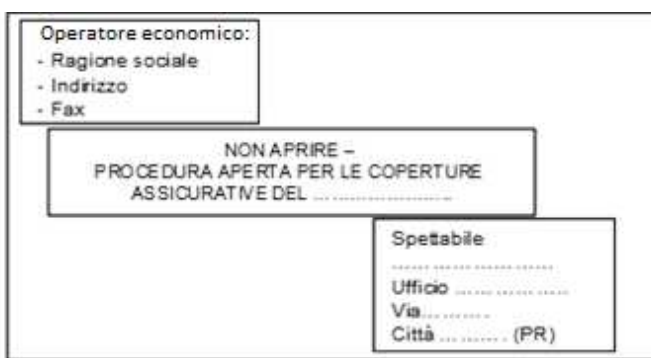 Operatore economico:
- Ragione sociale
- Indirizzo
- Fax
NON APRIRE –
PROCEDURA APERTA PER LE COPERTURE
ASSICURATIVE DEL ……………………..
Spettabile
…… …… …… …… ……
Ufficio …… …… …… ..
Via… …… .
Città …… …. (PR)